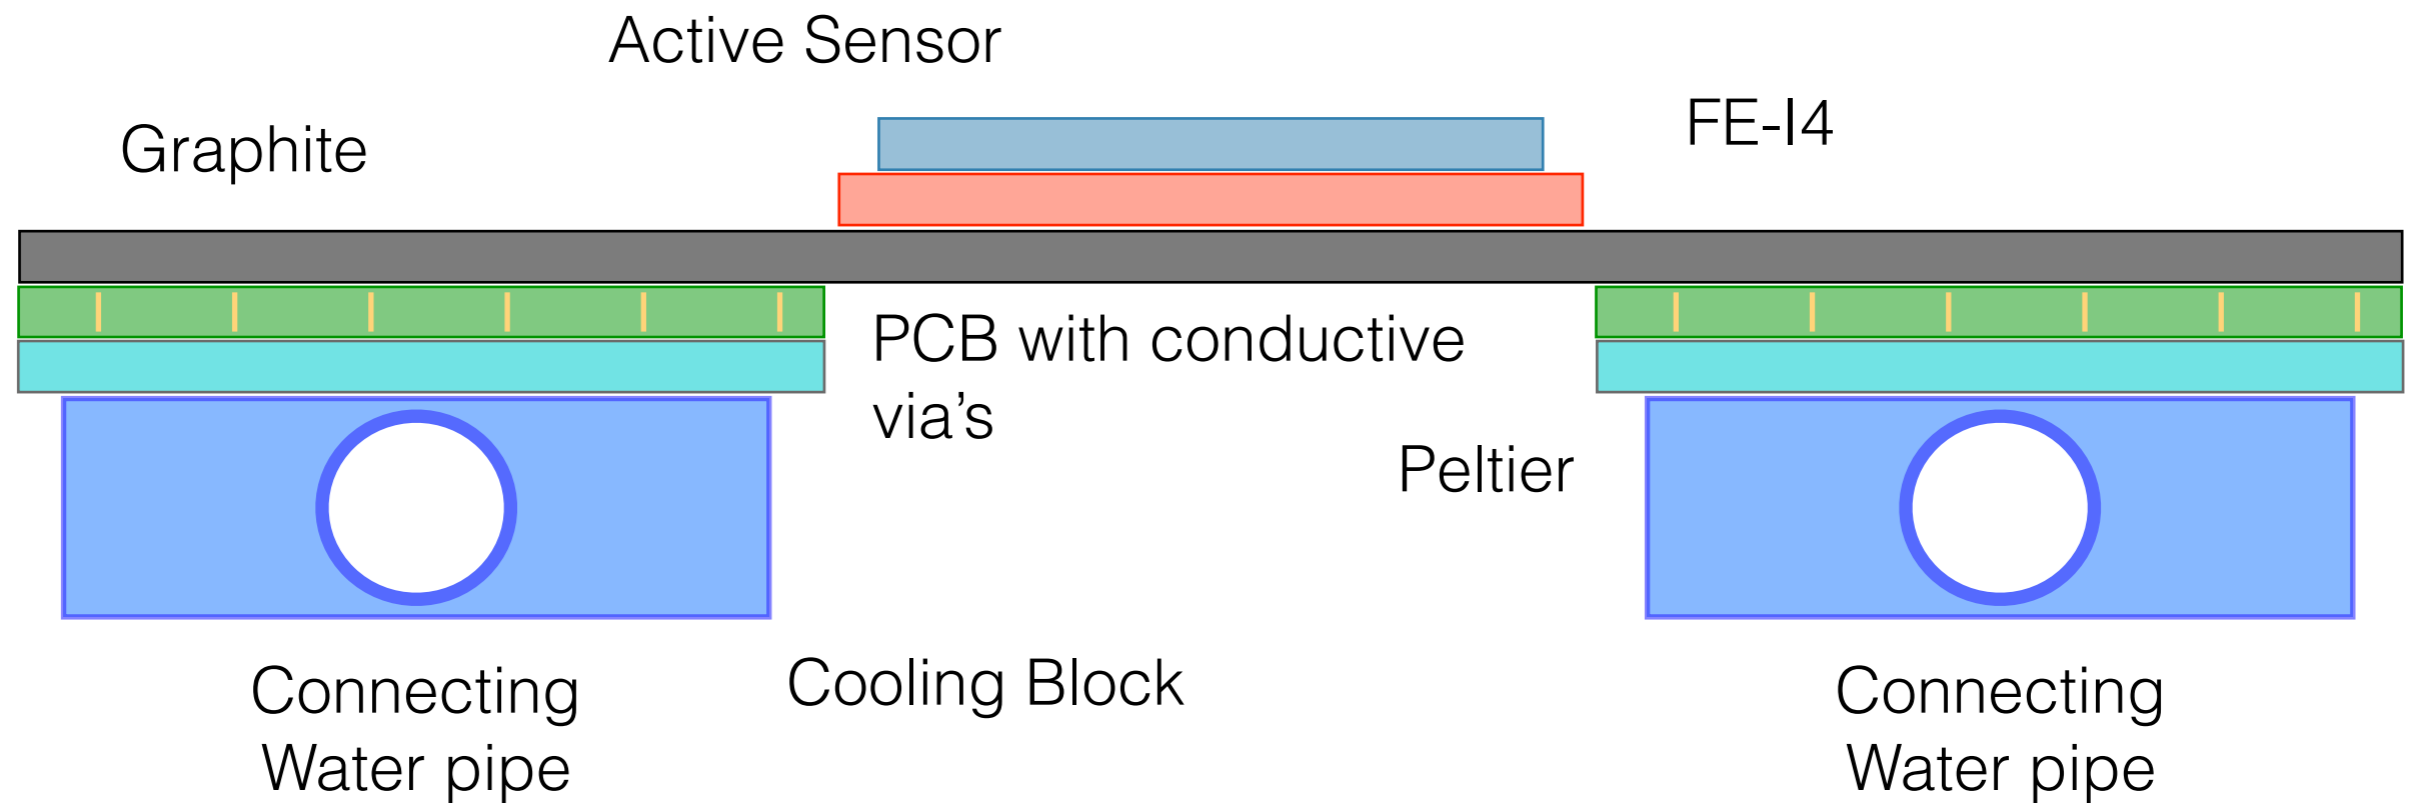 Active Sensor
FE-I4
Graphite
PCB with conductive
via’s
Peltier
Cooling Block
Connecting
Water pipe
Connecting
Water pipe